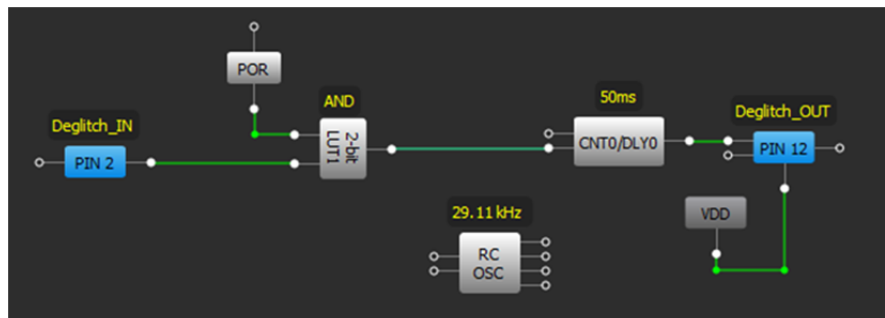 POR
AND
50ms
Deglitch_IN
Deglitch_OUT
PIN 2
2-bit
LUT1
CNT0/DLY0
PIN 12
29.11 kHz
VDD
RC
OSC